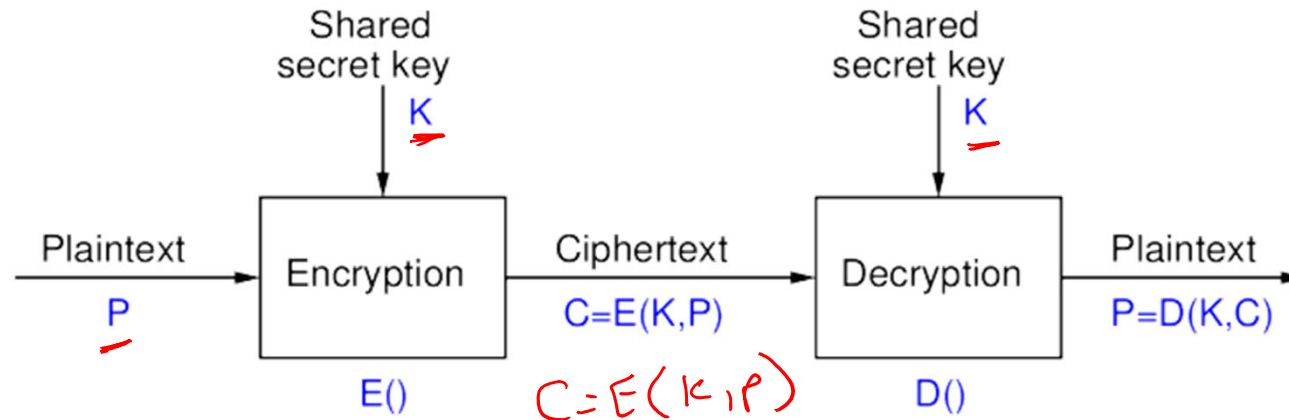 Shared
secret key
K
Shared
secret key
K
Plaintext
P
Encryption
E()
Ciphertext
C=E(K,P)
C=E(K,P)
Decryption
D()
Plaintext
P=D(K,C)